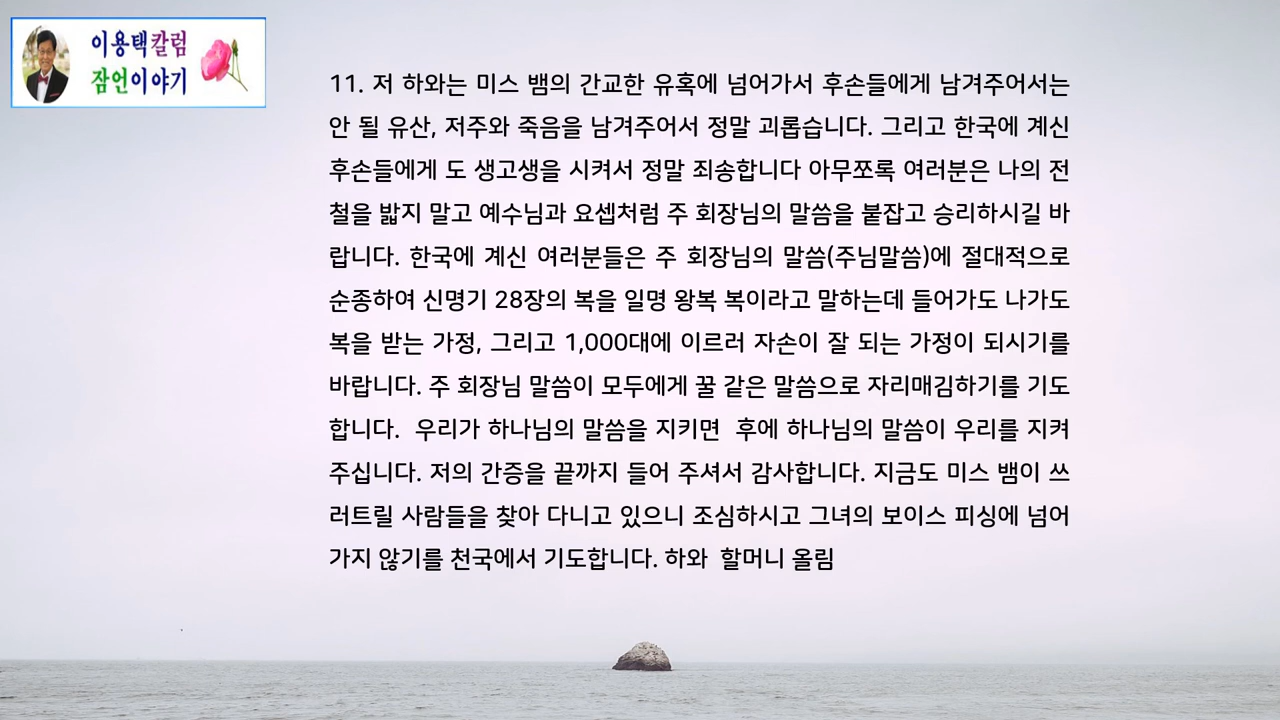 이용택칼럼
잠언이야기
11. 저 하와는 미스 뱀의 간교한 유혹에 넘어가서 후손들에게 남겨주어서는
안 될 유산, 저주와 죽음을 남겨주어서 정말 괴롭습니다. 그리고 한국에 계신
후손들에게 도 생고생을 시켜서 정말 죄송합니다 아무쪼록 여러분은 나의 전
철을 밟지 말고 예수님과 요셉처럼 주 회장님의 말씀을 붙잡고 승리하시길 바
랍니다. 한국에 계신 여러분들은 주 회장님의 말씀(주님말씀)에 절대적으로
순종하여 신명기 28장의 복을 일명 왕복 복이라고 말하는데 들어가도 나가도
복을 받는 가정, 그리고 1,000대에 이르러 자손이 잘 되는 가정이 되시기를
바랍니다. 주 회장님 말씀이 모두에게 꿀 같은 말씀으로 자리매김하기를 기도
합니다.  우리가 하나님의 말씀을 지키면  후에 하나님의 말씀이 우리를 지켜
주십니다. 저의 간증을 끝까지 들어 주셔서 감사합니다. 지금도 미스 뱀이 쓰
러트릴 사람들을 찾아 다니고 있으니 조심하시고 그녀의 보이스 피싱에 넘어
가지 않기를 천국에서 기도합니다. 하와  할머니 올림